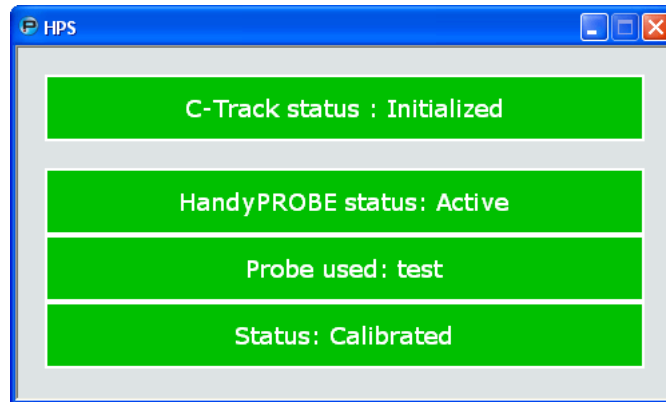 HPS
C-Track status : Initialized
HandyPROBE status: Active
Probe used: test
Status: Calibrated